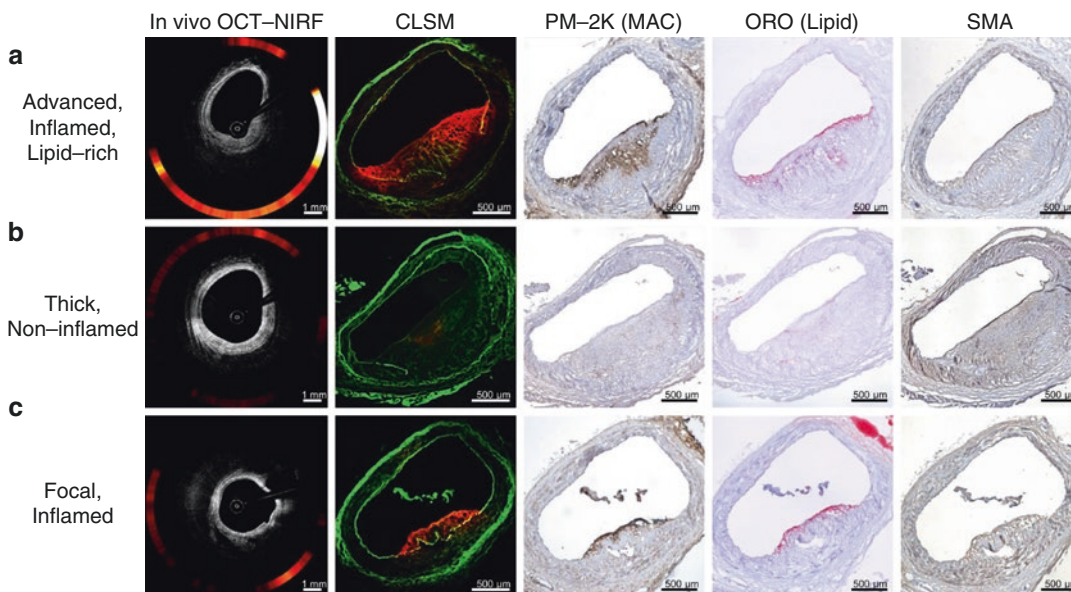 In vivo OCT–NIRF CLSM PM–2K (MAC) ORO (Lipid) SMA
a
Advanced,
Inflamed,
Lipid–rich
1 mm 500 µm 500 µm 500 µm 500 µm
b
Thick,
Non–inflamed
1 mm 500 µm 500 µm 500 µm 500 µm
c
Focal,
Inflamed
1 mm 500 µm 500 µm 500 µm 500 µm